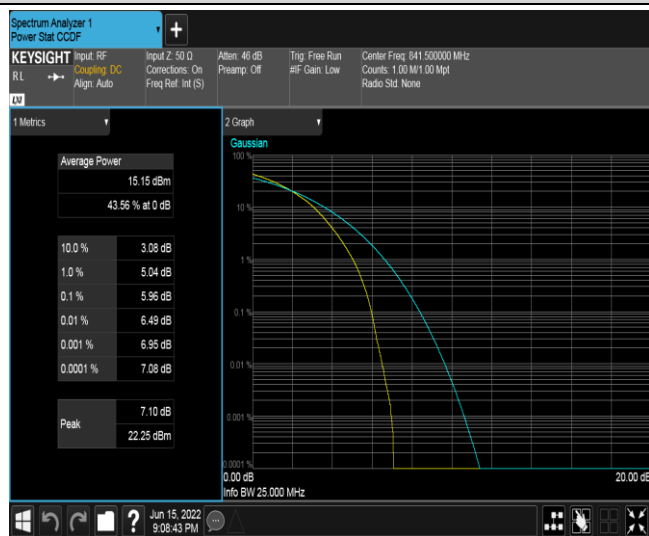 Spectrum Analyzer 1
Power Stat CCDF
+
KEYSIGHT
RL
LXI
Input: RF
Coupling: DC
Align: Auto
Input Z: 50 Ω
Corrections: On
Freq Ref: Int (S)
Atten: 46 dB
Preamp: Off
Trig: Free Run
#IF Gain: Low
Center Freq: 841.500000 MHz
Counts: 1.00 M/1.00 Mpt
Radio Std: None
1 Metrics
Average Power
15.15 dBm
43.56 % at 0 dB
10.0 % 3.08 dB
1.0 % 5.04 dB
0.1 % 5.96 dB
0.01 % 6.49 dB
0.001 % 6.95 dB
0.0001 % 7.08 dB
Peak
7.10 dB
22.25 dBm
2 Graph
Gaussian
100 %
10 %
1 %
0.1 %
0.01 %
0.001 %
0.0001 %
0.00 dB 20.00 dB
Info BW 25.000 MHz
?
Jun 15, 2022
9:08:43 PM